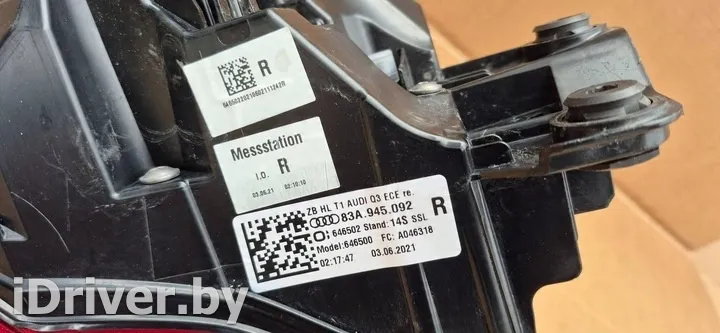 R
Messstation
I.O. R
03.06.21 02:10:10
ZB HL T1 AUDI Q3 ECE re.
83A.945.092 R
646502 Stand: 14S SSL
Model:646500 FC: A046318
02:17:47 03.06.2021
iDriver.by